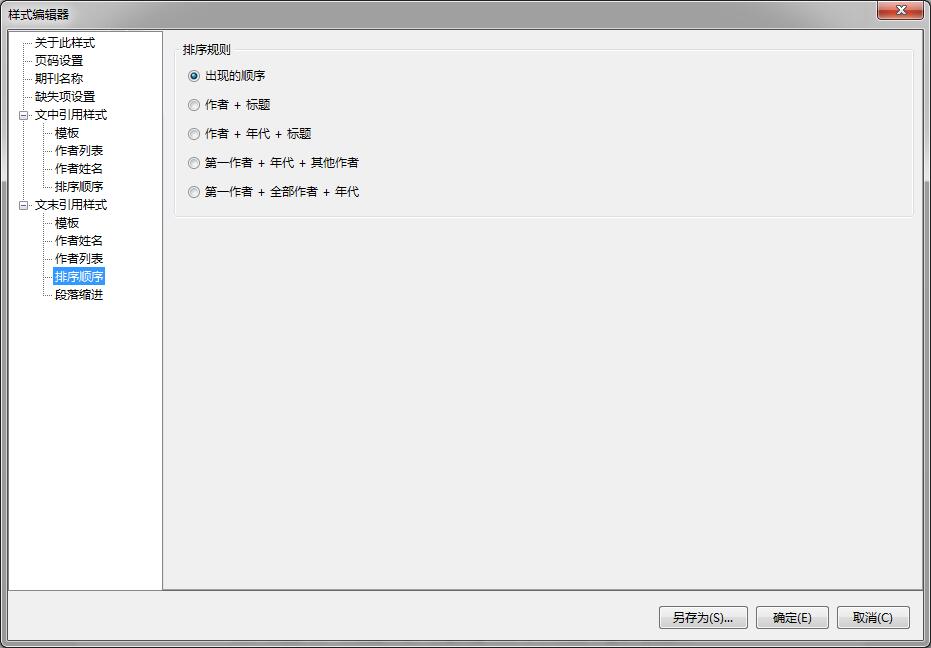 样式编辑器
关于此样式
页码设置
期刊名称
缺失项设置
文中引用样式
模板
作者列表
作者姓名
排序顺序
文末引用样式
模板
作者姓名
作者列表
排序顺序
段落缩进
排序规则
出现的顺序
作者 + 标题
作者 + 年代 + 标题
第一作者 + 年代 + 其他作者
第一作者 + 全部作者 + 年代
另存为(S)...
确定(E)
取消(C)